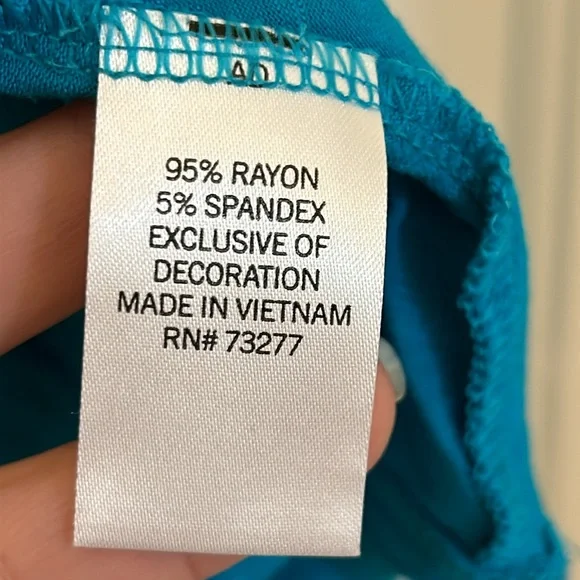 95% RAYON
5% SPANDEX
EXCLUSIVE OF
DECORATION
MADE IN VIETNAM
RN# 73277